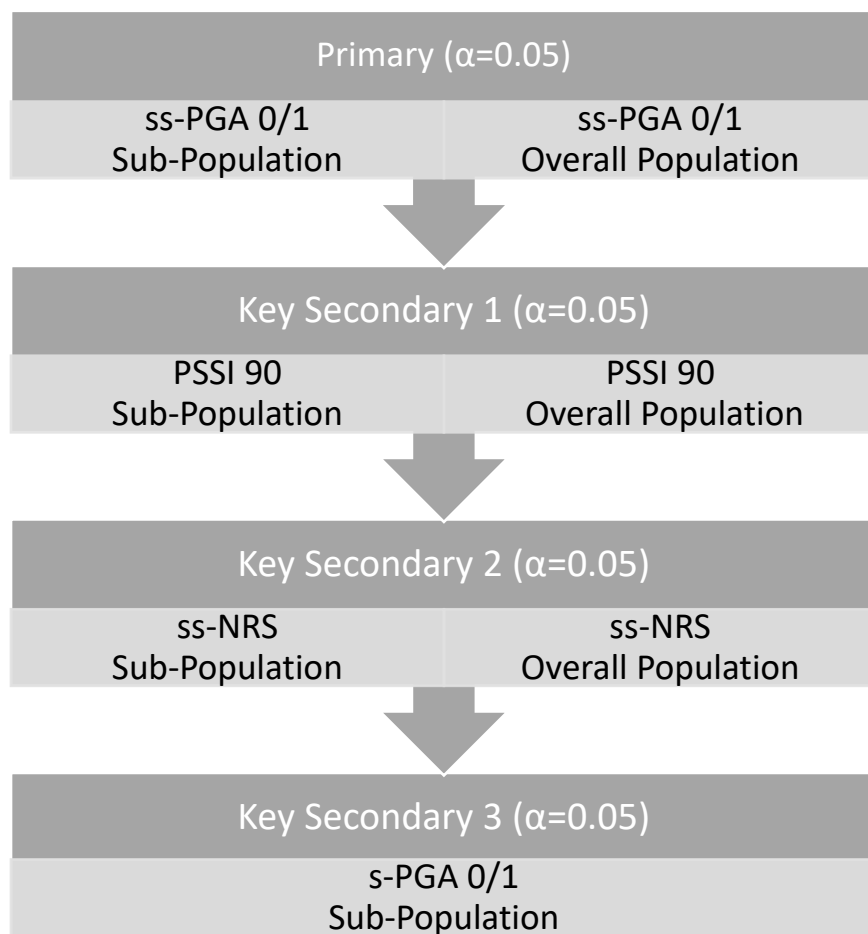 Primary (α=0.05)
ss-PGA 0/1
Sub-Population
ss-PGA 0/1
Overall Population
Key Secondary 1 (α=0.05)
PSSI 90
Sub-Population
PSSI 90
Overall Population
Key Secondary 2 (α=0.05)
ss-NRS
Sub-Population
ss-NRS
Overall Population
Key Secondary 3 (α=0.05)
s-PGA 0/1
Sub-Population